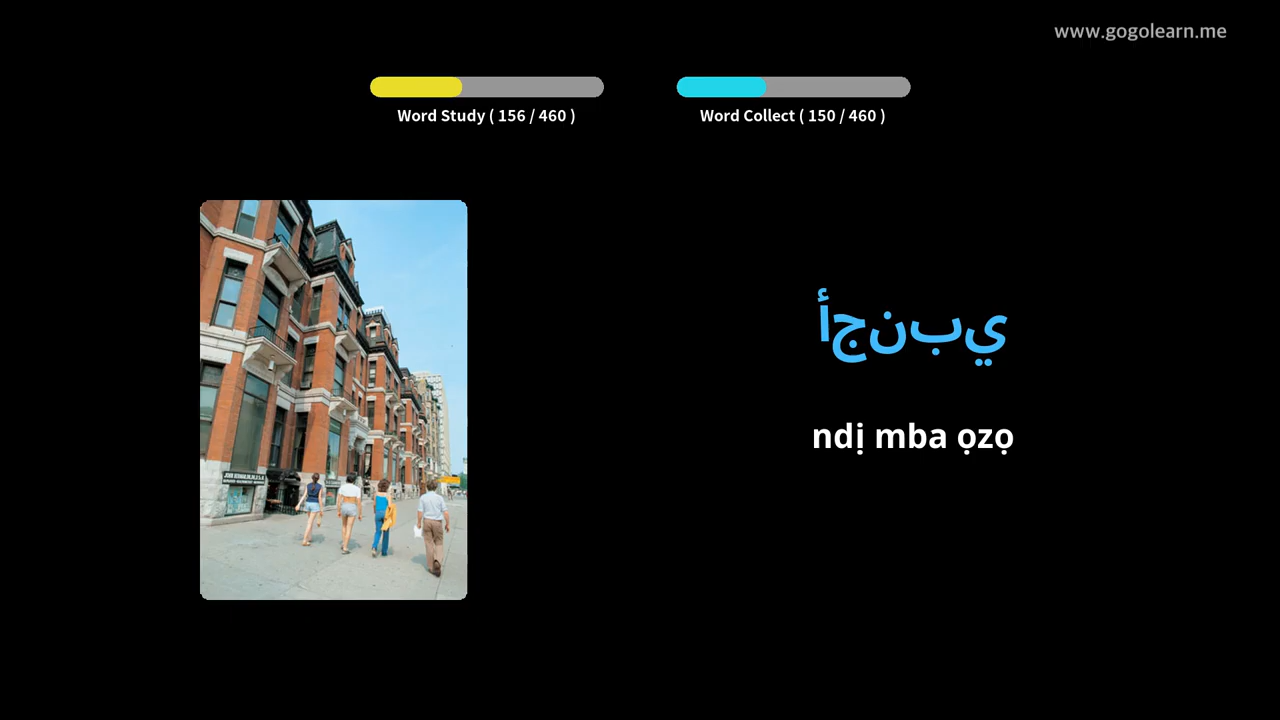 www.gogolearn.me
Word Study ( 156 / 460 )
Word Collect ( 150 / 460 )
أجنبي
ndị mba ọzọ